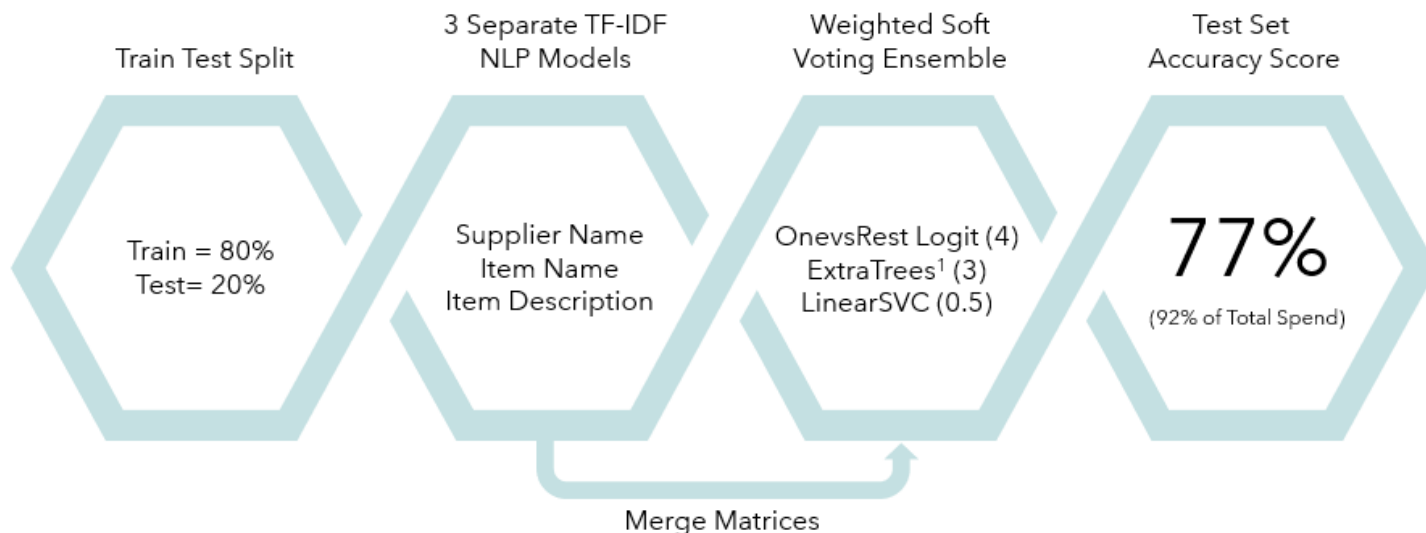 Train Test Split
3 Separate TF-IDF
NLP Models
Weighted Soft
Voting Ensemble
Test Set
Accuracy Score
Train = 80%
Test= 20%
Supplier Name
Item Name
Item Description
OnevsRest Logit (4)
ExtraTrees¹ (3)
LinearSVC (0.5)
77%
(92% of Total Spend)
Merge Matrices